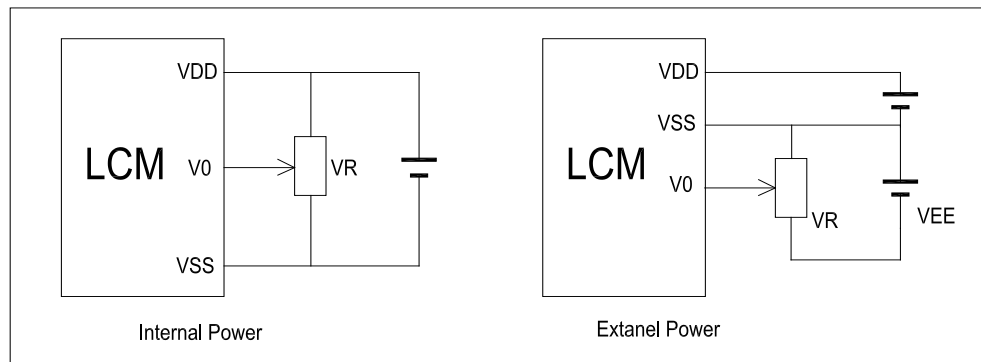 VDD
LCM
V0
VR
VSS
Internal Power
VDD
VSS
LCM
V0
VR
VEE
Extanel Power